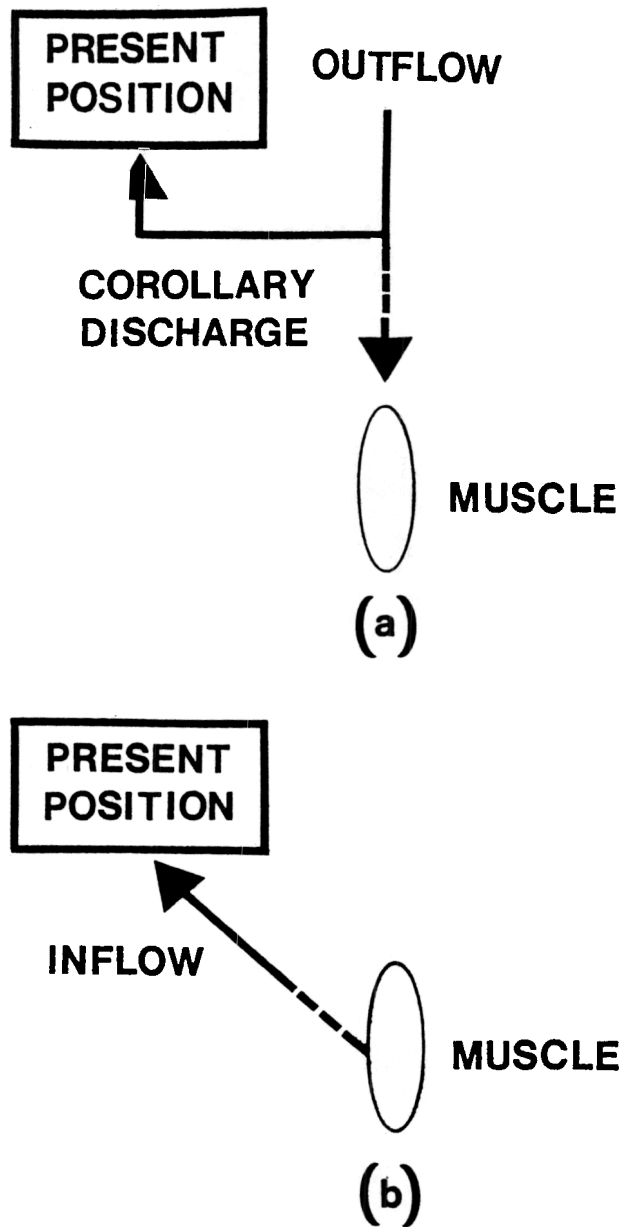 PRESENT
POSITION
OUTFLOW
COROLLARY
DISCHARGE
MUSCLE
(a)
PRESENT
POSITION
INFLOW
MUSCLE
(b)